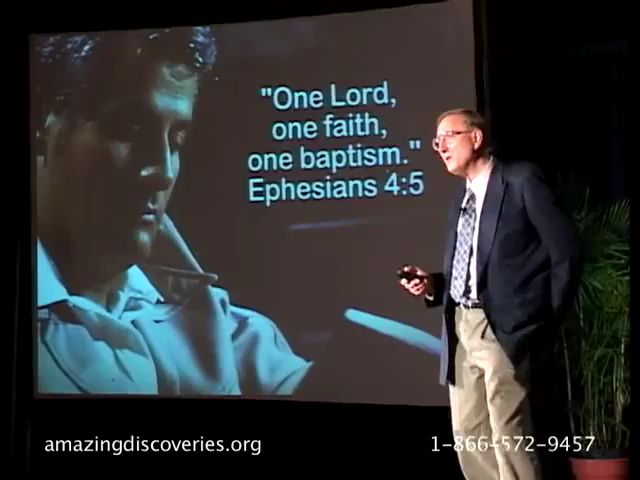 "One Lord,
one faith,
one baptism."
Ephesians 4:5
amazingdiscoveries.org
1-866-572-9457